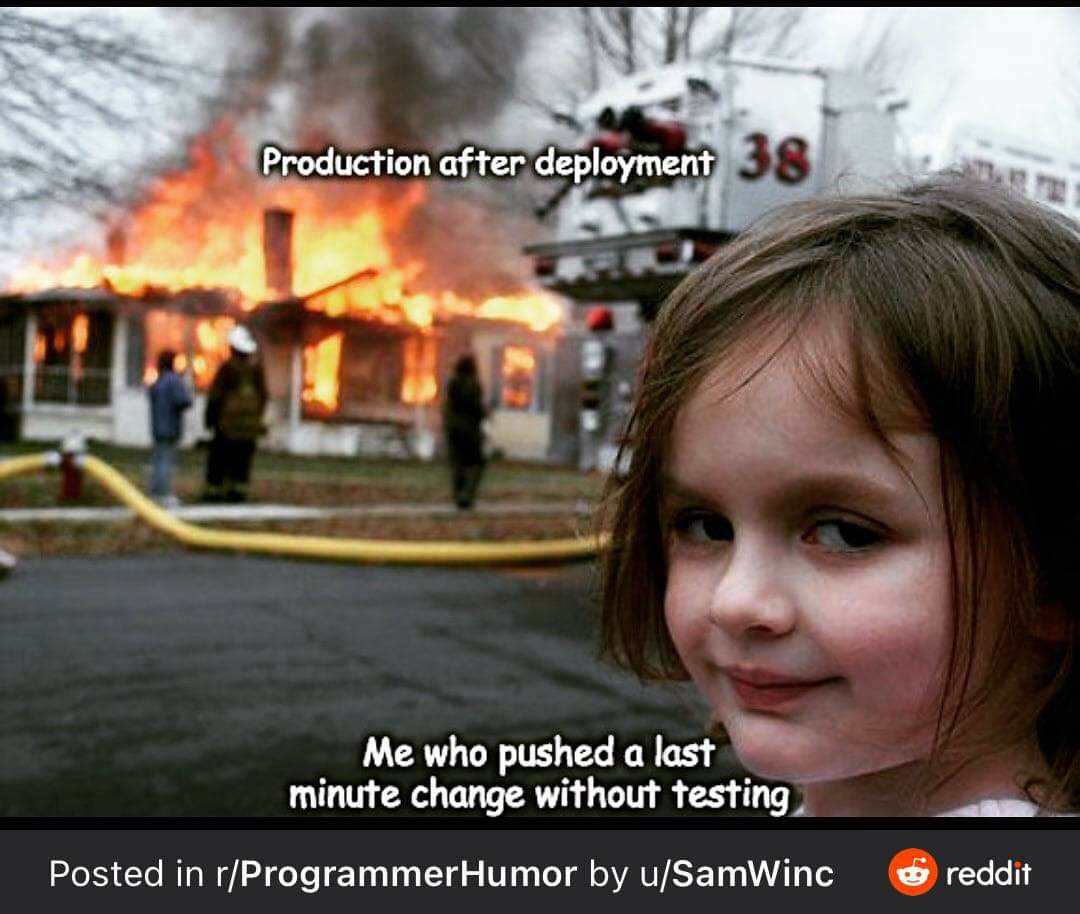 Production after deployment
38
Me who pushed a last
minute change without testing
Posted in r/ProgrammerHumor by u/SamWinc
reddit